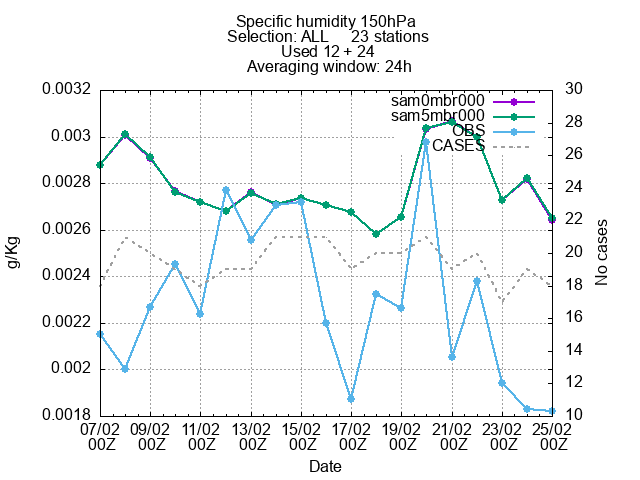 Specific humidity 150hPa
Selection: ALL 23 stations
Used 12 + 24
Averaging window: 24h
sam0mbr000
sam5mbr000
OBS
CASES
0.0032
0.003
0.0028
0.0026
0.0024
0.0022
0.002
0.0018
g/Kg
30
28
26
24
22
20
18
16
14
12
10
No cases
07/02 09/02 11/02 13/02 15/02 17/02 19/02 21/02 23/02 25/02
00Z 00Z 00Z 00Z 00Z 00Z 00Z 00Z 00Z 00Z
Date